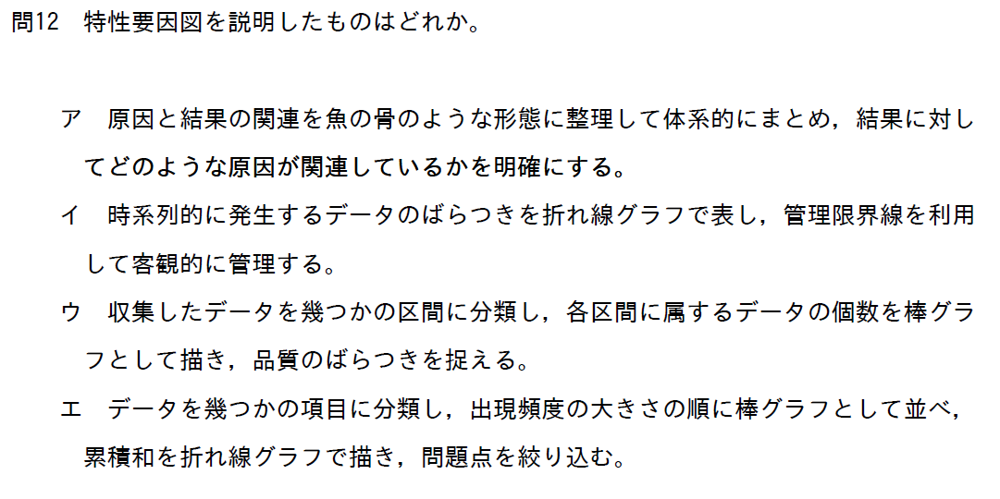 問12　特性要因図を説明したものはどれか。
ア　原因と結果の関連を魚の骨のような形態に整理して体系的にまとめ，結果に対し
てどのような原因が関連しているかを明確にする。
イ　時系列的に発生するデータのばらつきを折れ線グラフで表し，管理限界線を利用
して客観的に管理する。
ウ　収集したデータを幾つかの区間に分類し，各区間に属するデータの個数を棒グラ
フとして描き，品質のばらつきを捉える。
エ　データを幾つかの項目に分類し，出現頻度の大きさの順に棒グラフとして並べ，
累積和を折れ線グラフで描き，問題点を絞り込む。